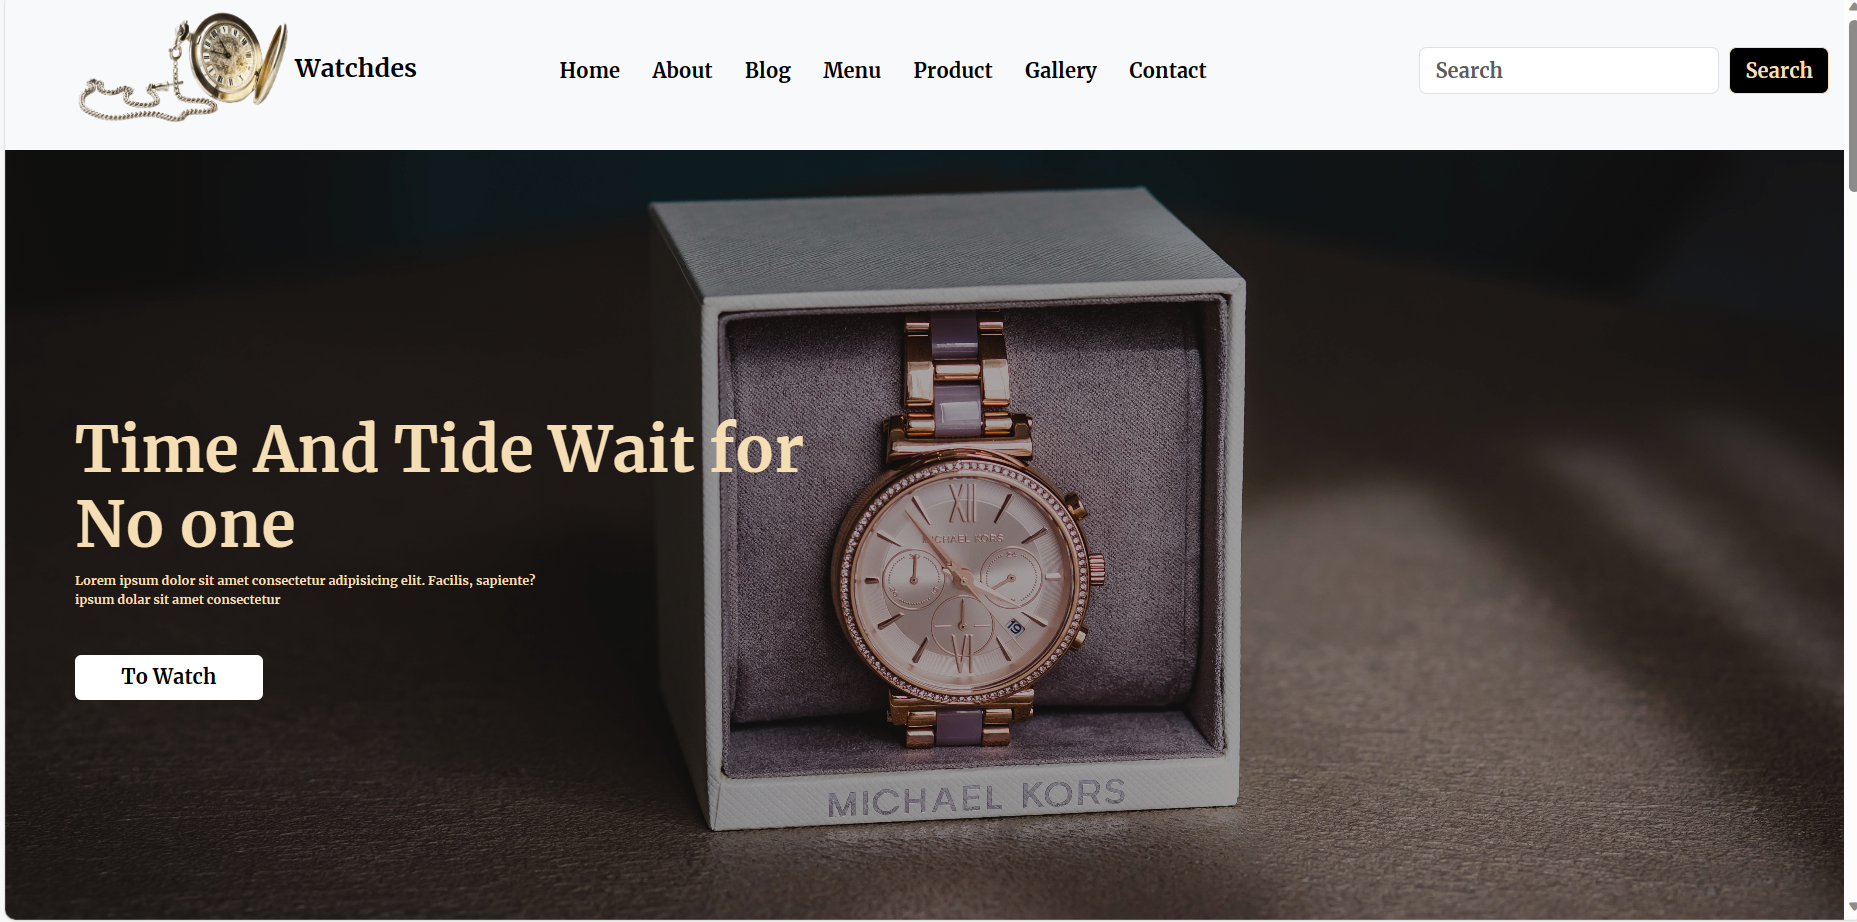 Watchdes
Home About Blog Menu Product Gallery Contact
Search
Search
Time And Tide Wait for
No one
Lorem ipsum dolor sit amet consectetur adipisicing elit. Facilis, sapiente?
ipsum dolar sit amet consectetur
To Watch
XII
MICHAEL KORS
19
VI
MICHAEL KORS